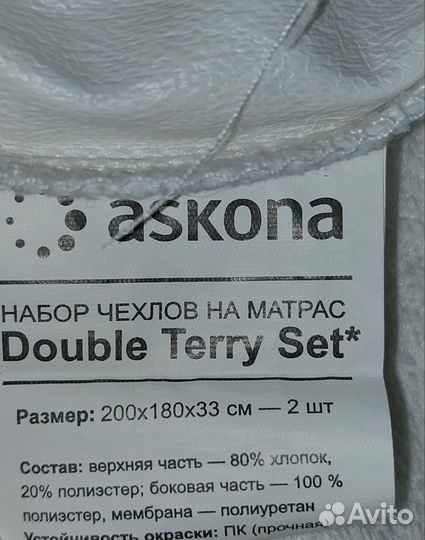 askona
НАБОР ЧЕХЛОВ НА МАТРАС
Double Terry Set*
Размер: 200x180x33 см — 2 шт
Состав: верхняя часть — 80% хлопок,
20% полиэстер; боковая часть — 100 %
полиэстер, мембрана — полиуретан
Устойчивость окраски: ПК (прочная
Avito